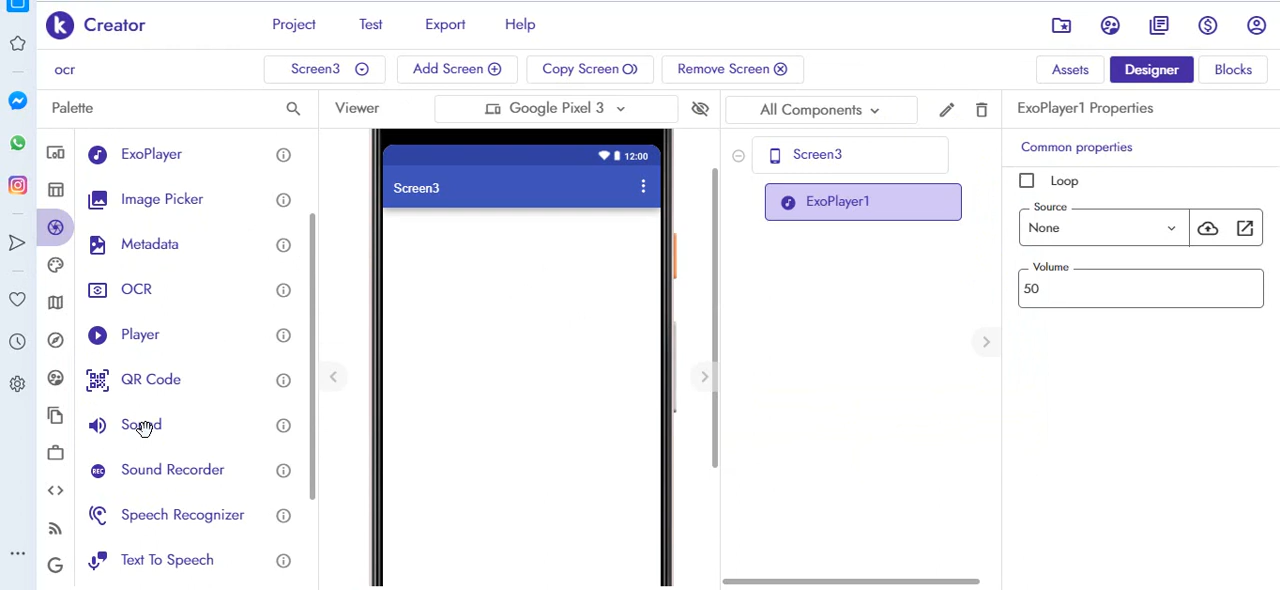 Creator
Project
Test
Export
Help
ocr
Screen3
Add Screen
Copy Screen
Remove Screen
Assets
Designer
Blocks
Palette
Viewer
Google Pixel 3
All Components
ExoPlayer1 Properties
ExoPlayer
Image Picker
Metadata
OCR
Player
QR Code
Sound
Sound Recorder
Speech Recognizer
Text To Speech
12:00
Screen3
Screen3
ExoPlayer1
Common properties
Loop
Source
None
Volume
50